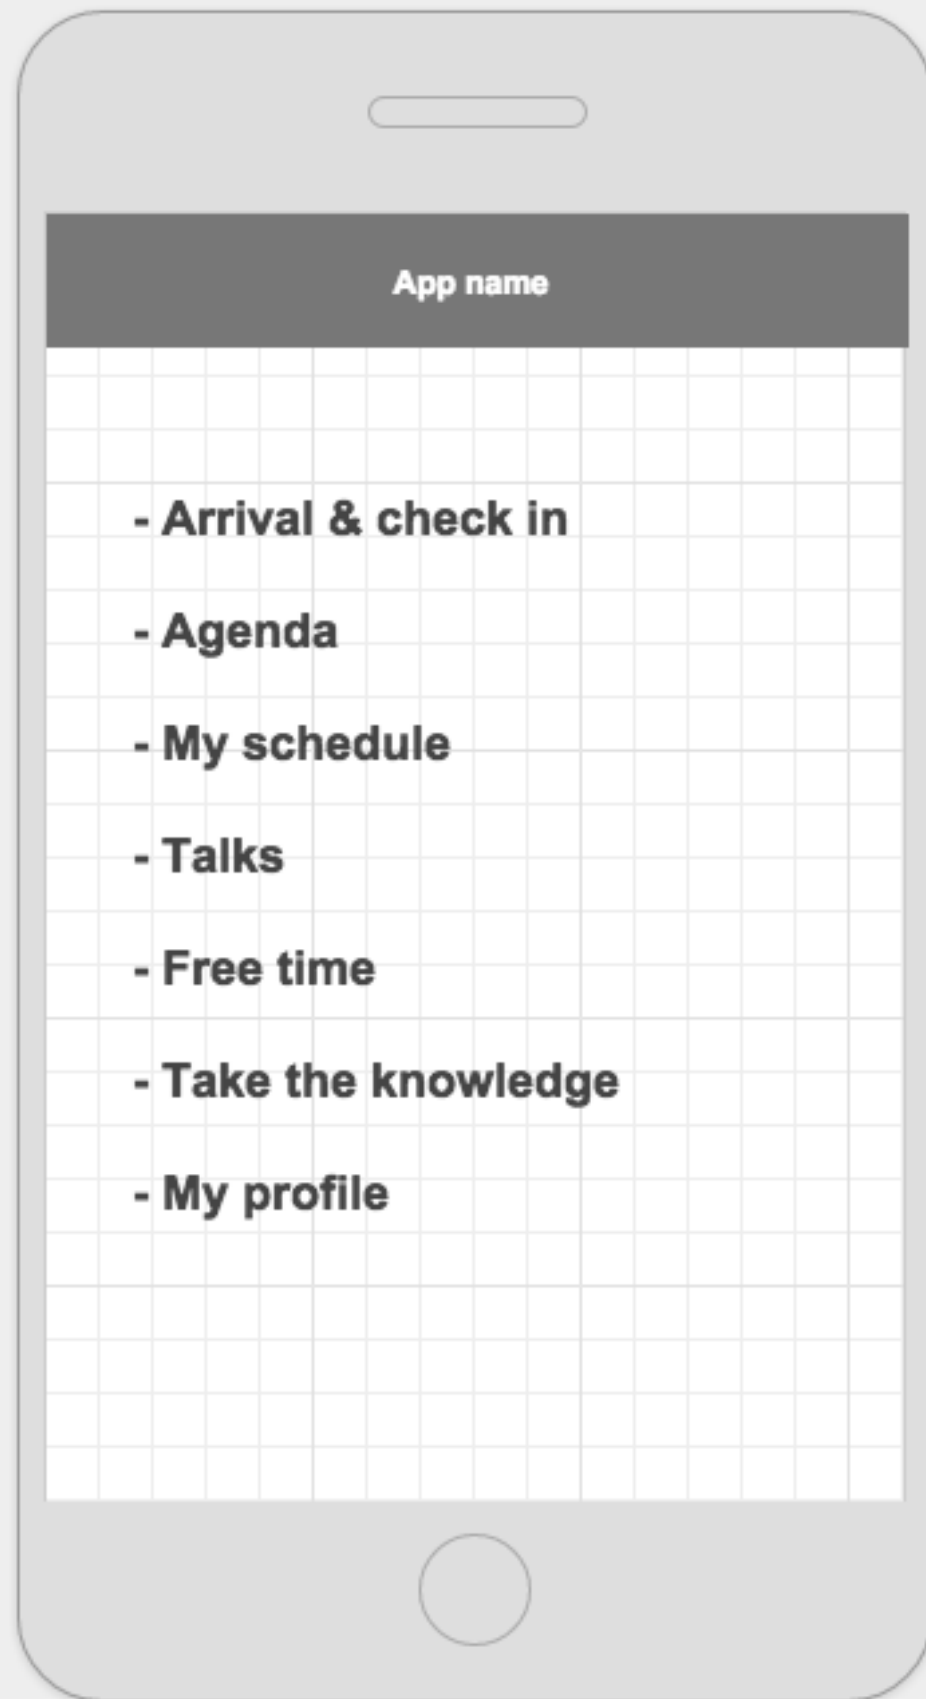 App name
- Arrival & check in
- Agenda
- My schedule
- Talks
- Free time
- Take the knowledge
- My profile